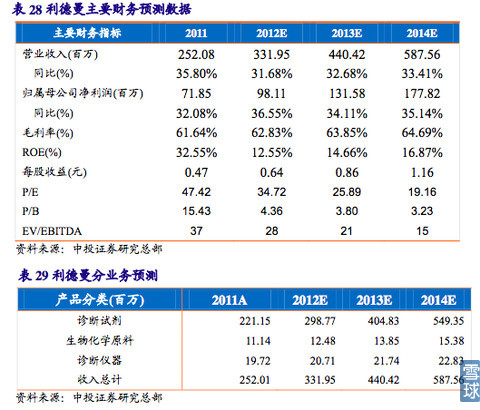 表 28 利德曼主要财务预测数据
主要财务指标 2011 2012E 2013E 2014E
营业收入(百万) 252.08 331.95 440.42 587.56
同比(%) 35.80% 31.68% 32.68% 33.41%
归属母公司净利润(百万) 71.85 98.11 131.58 177.82
同比(%) 32.08% 36.55% 34.11% 35.14%
毛利率(%) 61.64% 62.83% 63.85% 64.69%
ROE(%) 32.55% 12.55% 14.66% 16.87%
每股收益(元) 0.47 0.64 0.86 1.16
P/E 47.42 34.72 25.89 19.16
P/B 15.43 4.36 3.80 3.23
EV/EBITDA 37 28 21 15
资料来源：中投证券研究总部
表 29 利德曼分业务预测
产品分类(百万) 2011A 2012E 2013E 2014E
诊断试剂 221.15 298.77 404.83 549.35
生物化学原料 11.14 12.48 13.85 15.38
诊断仪器 19.72 20.71 21.74 22.83
收入总计 252.01 331.95 440.42 587.56
资料来源：中投证券研究总部
雪球